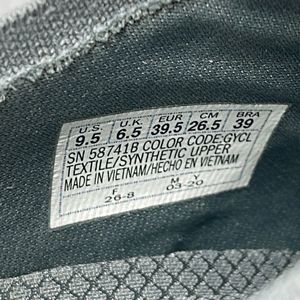 U.S. U.K. EUR CM BRA
9.5 6.5 39.5 26.5 39
SN 58741B COLOR CODE:GYCL
TEXTILE/SYNTHETIC UPPER
MADE IN VIETNAM/HECHO EN VIETNAM
F M Y
26-8 03-20